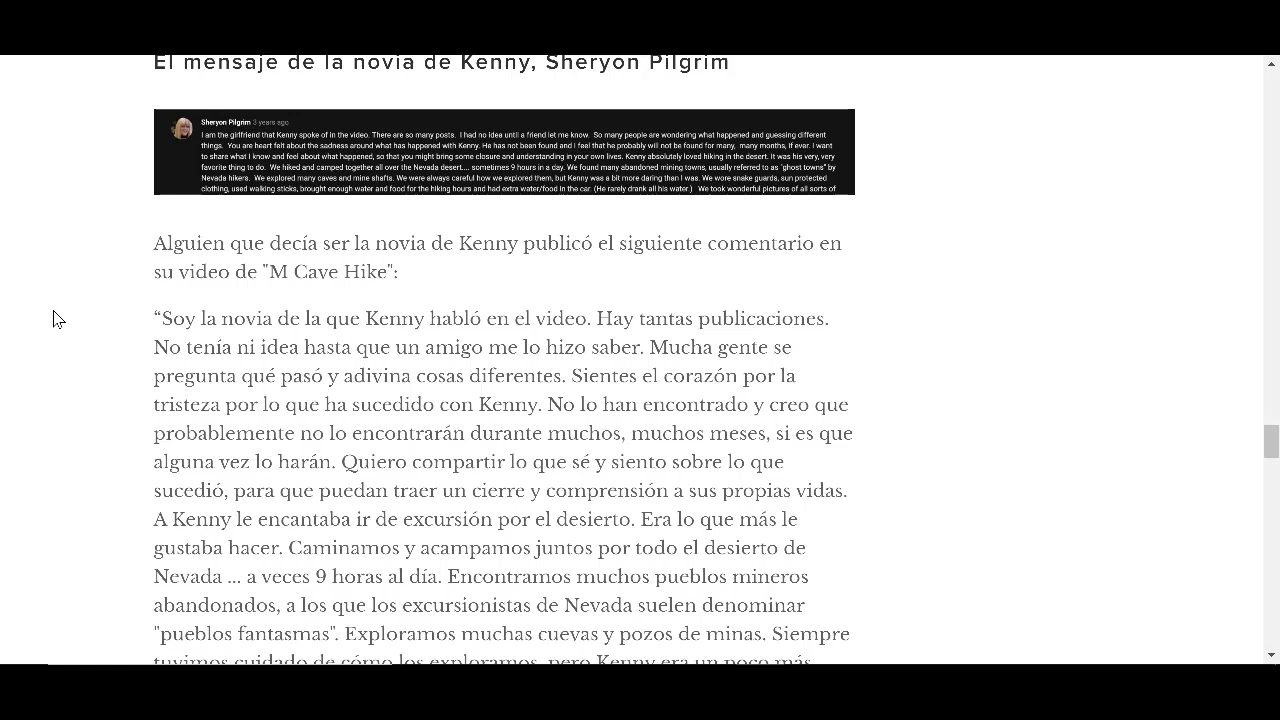 El mensaje de la novia de Kenny, Sheryon Pilgrim
Sheryon Pilgrim 3 years ago
I am the girlfriend that Kenny spoke of in the video. There are so many posts. I had no idea until a friend let me know. So many people are wondering what happened and guessing different
things. You are heart felt about the sadness around what has happened with Kenny. He has not been found and I feel that he probably will not be found for many, many months, if ever. I want
to share what I know and feel about what happened, so that you might bring some closure and understanding in your own lives. Kenny absolutely loved hiking in the desert. It was his very, very
favorite thing to do. We hiked and camped together all over the Nevada desert.... sometimes 9 hours in a day. We found many abandoned mining towns, usually referred to as "ghost towns" by
Nevada hikers. We explored many caves and mine shafts. We were always careful how we explored them, but Kenny was a bit more daring than I was. We wore snake guards, sun protected
clothing, used walking sticks, brought enough water and food for the hiking hours and had extra water/food in the car. (He rarely drank all his water.) We took wonderful pictures of all sorts of
Alguien que decía ser la novia de Kenny publicó el siguiente comentario en
su video de "M Cave Hike":
“Soy la novia de la que Kenny habló en el video. Hay tantas publicaciones.
No tenía ni idea hasta que un amigo me lo hizo saber. Mucha gente se
pregunta qué pasó y adivina cosas diferentes. Sientes el corazón por la
tristeza por lo que ha sucedido con Kenny. No lo han encontrado y creo que
probablemente no lo encontrarán durante muchos, muchos meses, si es que
alguna vez lo harán. Quiero compartir lo que sé y siento sobre lo que
sucedió, para que puedan traer un cierre y comprensión a sus propias vidas.
A Kenny le encantaba ir de excursión por el desierto. Era lo que más le
gustaba hacer. Caminamos y acampamos juntos por todo el desierto de
Nevada ... a veces 9 horas al día. Encontramos muchos pueblos mineros
abandonados, a los que los excursionistas de Nevada suelen denominar
"pueblos fantasmas". Exploramos muchas cuevas y pozos de minas. Siempre
tuvimos cuidado de cómo los exploramos, pero Kenny era un poco más